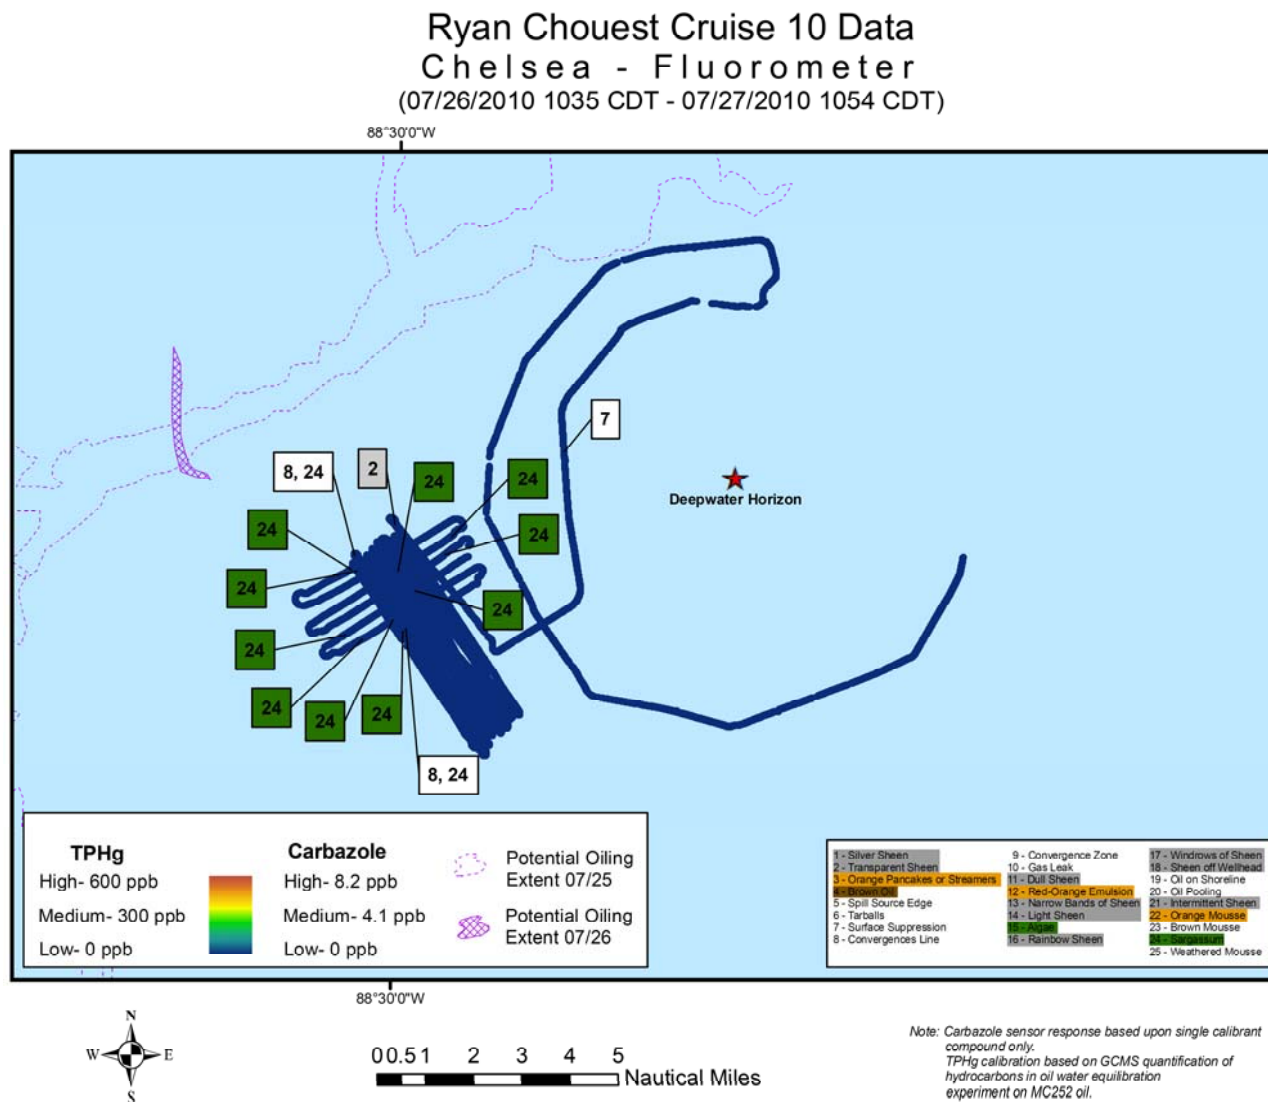 Ryan Chouest Cruise 10 Data
Chelsea - Fluorometer
(07/26/2010 1035 CDT - 07/27/2010 1054 CDT)
88°30'0"W
7
Deepwater Horizon
8, 24
2
24
24
24
24
24
24
24
24
24
24
8, 24
TPHg
High- 600 ppb
Medium- 300 ppb
Low- 0 ppb
Carbazole
High- 8.2 ppb
Medium- 4.1 ppb
Low- 0 ppb
Potential Oiling
Extent 07/25
Potential Oiling
Extent 07/26
1 - Silver Sheen
2 - Transparent Sheen
3 - Orange Pancakes or Streamers
4 - Brown Oil
5 - Spill Source Edge
6 - Tarballs
7 - Surface Suppression
8 - Convergences Line
9 - Convergence Zone
10 - Gas Leak
11 - Dull Sheen
12 - Red-Orange Emulsion
13 - Narrow Bands of Sheen
14 - Light Sheen
15 - Algae
16 - Rainbow Sheen
17 - Windrows of Sheen
18 - Sheen off Wellhead
19 - Oil on Shoreline
20 - Oil Pooling
21 - Intermittent Sheen
22 - Orange Mousse
23 - Brown Mousse
24 - Sargassum
25 - Weathered Mousse
88°30'0"W
N
W
E
S
0 0.5 1 2 3 4 5
Nautical Miles
Note: Carbazole sensor response based upon single calibrant
compound only.
TPHg calibration based on GCMS quantification of
hydrocarbons in oil water equilibration
experiment on MC252 oil.